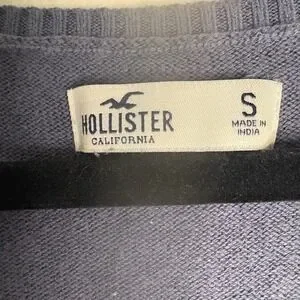 HOLLISTER
CALIFORNIA
S
MADE IN
INDIA